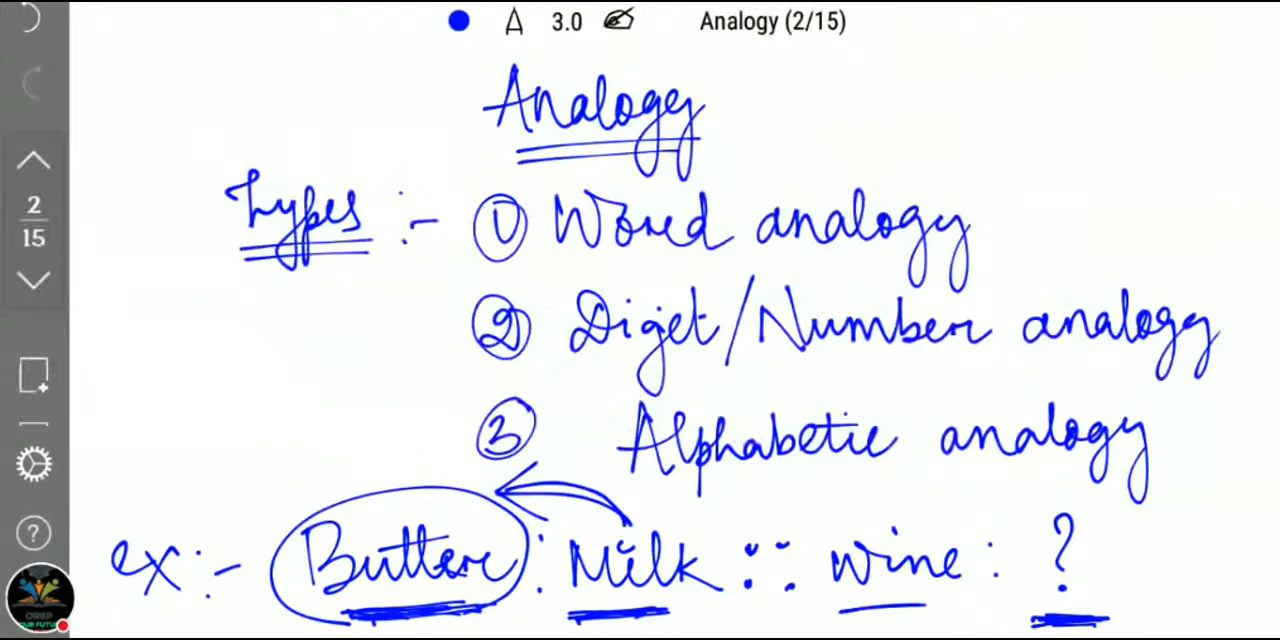 3.0 Analogy (2/15)
Analogy
2
15
Types :- ① Word analogy
② Diget/Number analogy
③ Alphabetic analogy
ex:- Butter : Milk :: Wine : ?